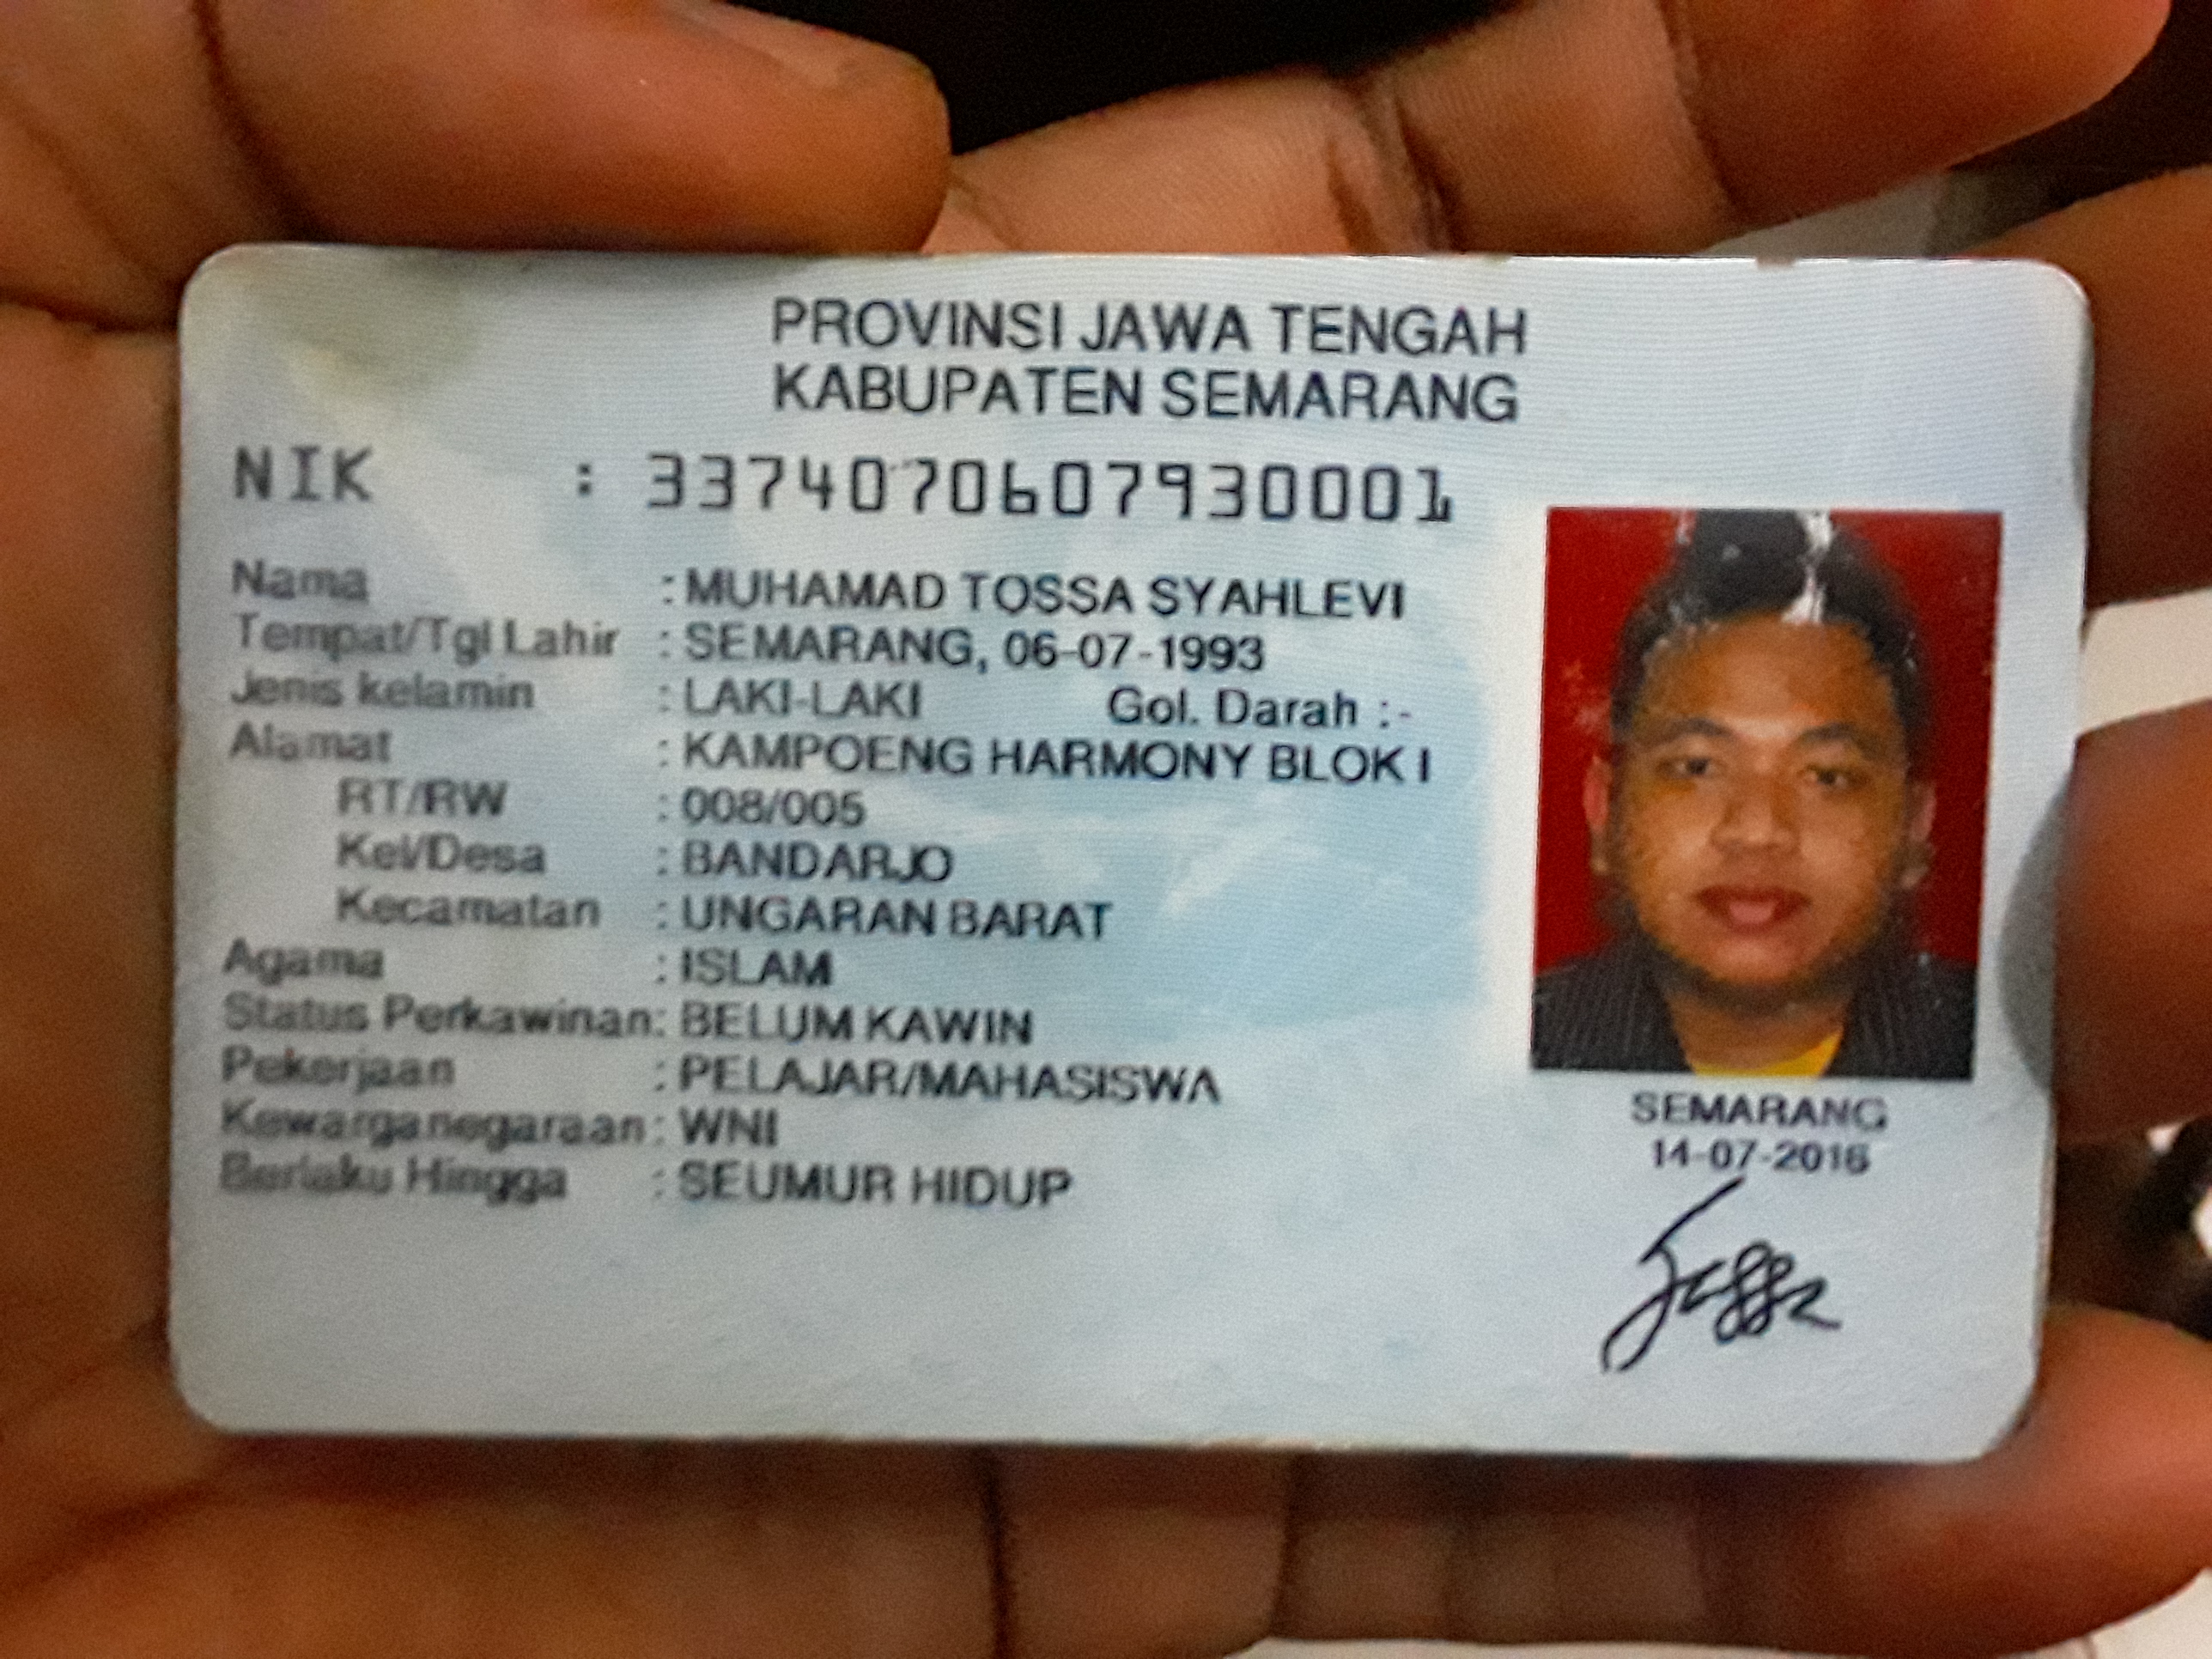 PROVINSI JAWA TENGAH
KABUPATEN SEMARANG
NIK : 3374070607930001
Nama : MUHAMAD TOSSA SYAHLEVI
Tempat/Tgl Lahir : SEMARANG, 06-07-1993
Jenis kelamin : LAKI-LAKI Gol. Darah : -
Alamat : KAMPOENG HARMONY BLOK I
RT/RW : 008/005
Kel/Desa : BANDARJO
Kecamatan : UNGARAN BARAT
Agama : ISLAM
Status Perkawinan: BELUM KAWIN
Pekerjaan : PELAJAR/MAHASISWA
Kewarganegaraan: WNI
Berlaku Hingga : SEUMUR HIDUP
SEMARANG
14-07-2016